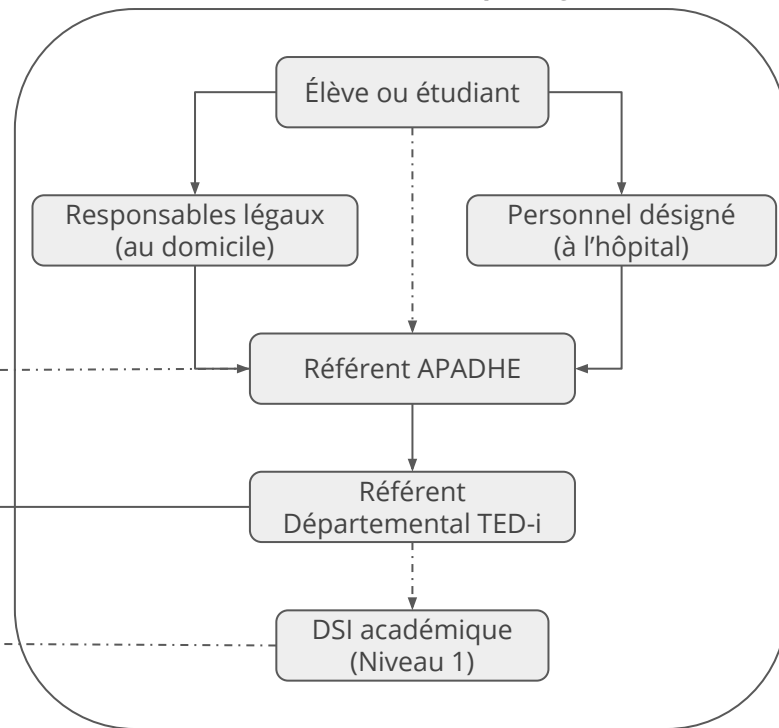 Élève ou étudiant
Responsables légaux
(au domicile)
Personnel désigné
(à l'hôpital)
Référent APADHE
Référent
Départemental TED-i
DSI académique
(Niveau 1)